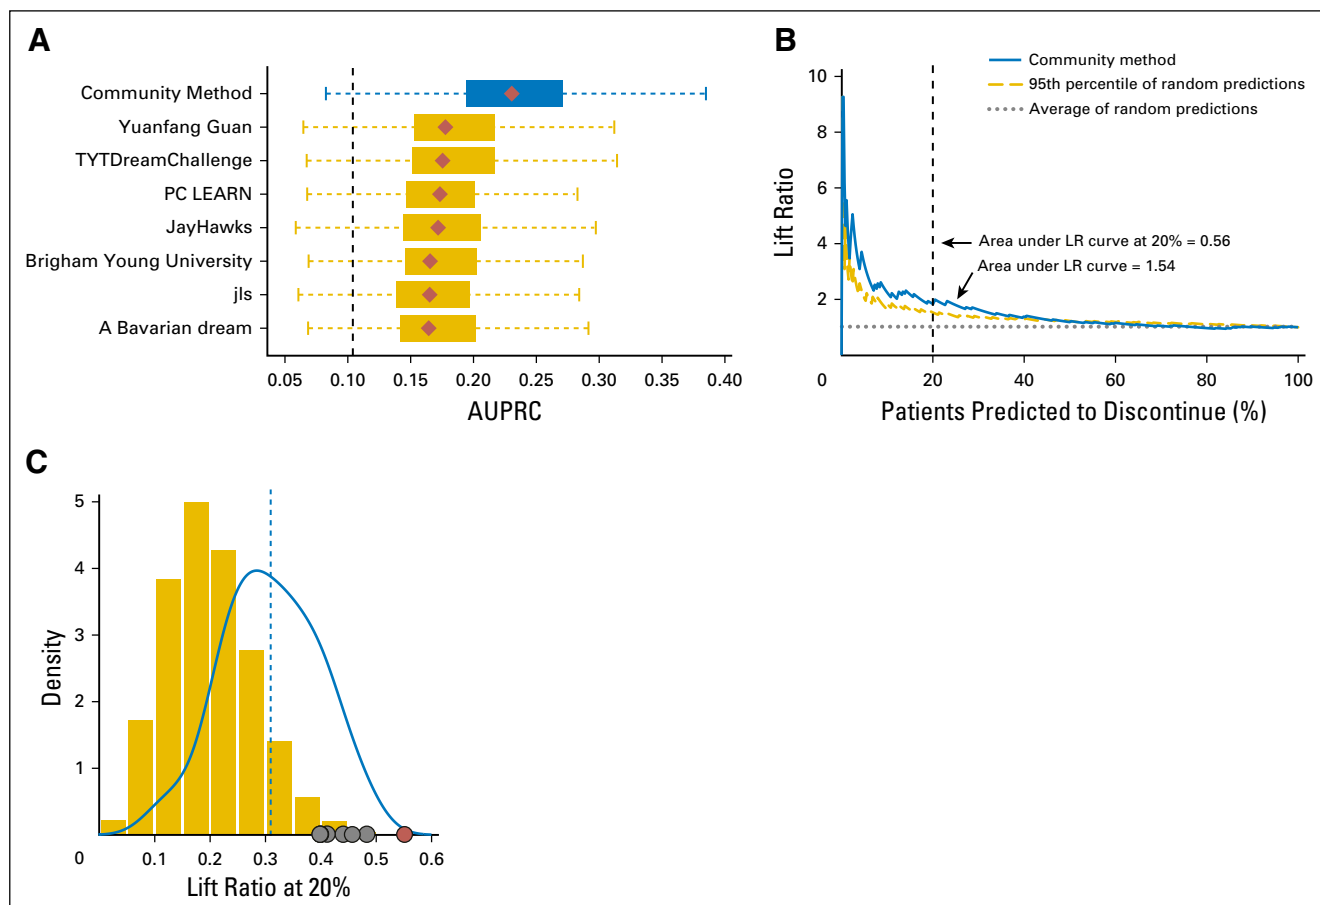 A
Community Method
Yuanfang Guan
TYTDreamChallenge
PC LEARN
JayHawks
Brigham Young University
jls
A Bavarian dream
0.05 0.10 0.15 0.20 0.25 0.30 0.35 0.40
AUPRC
B
Community method
95th percentile of random predictions
Average of random predictions
10
8
6
4
2
Lift Ratio
Area under LR curve at 20% = 0.56
Area under LR curve = 1.54
0 20 40 60 80 100
Patients Predicted to Discontinue (%)
C
5
4
3
2
1
Density
0 0.1 0.2 0.3 0.4 0.5 0.6
Lift Ratio at 20%